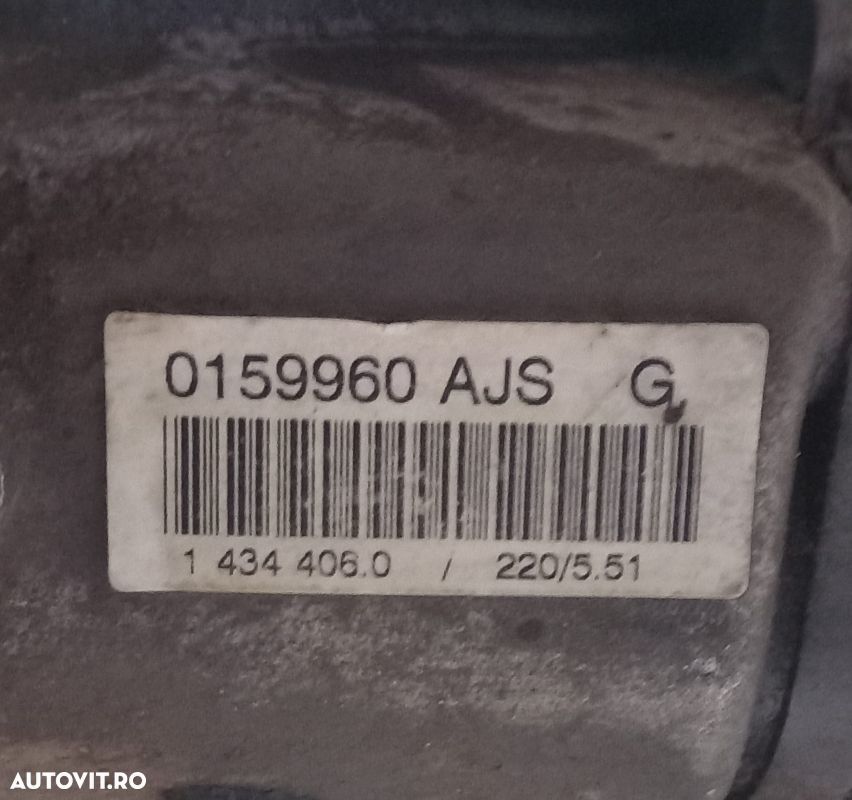 0159960 AJS G
1 434 406.0 / 220/5.51
AUTOVIT.RO